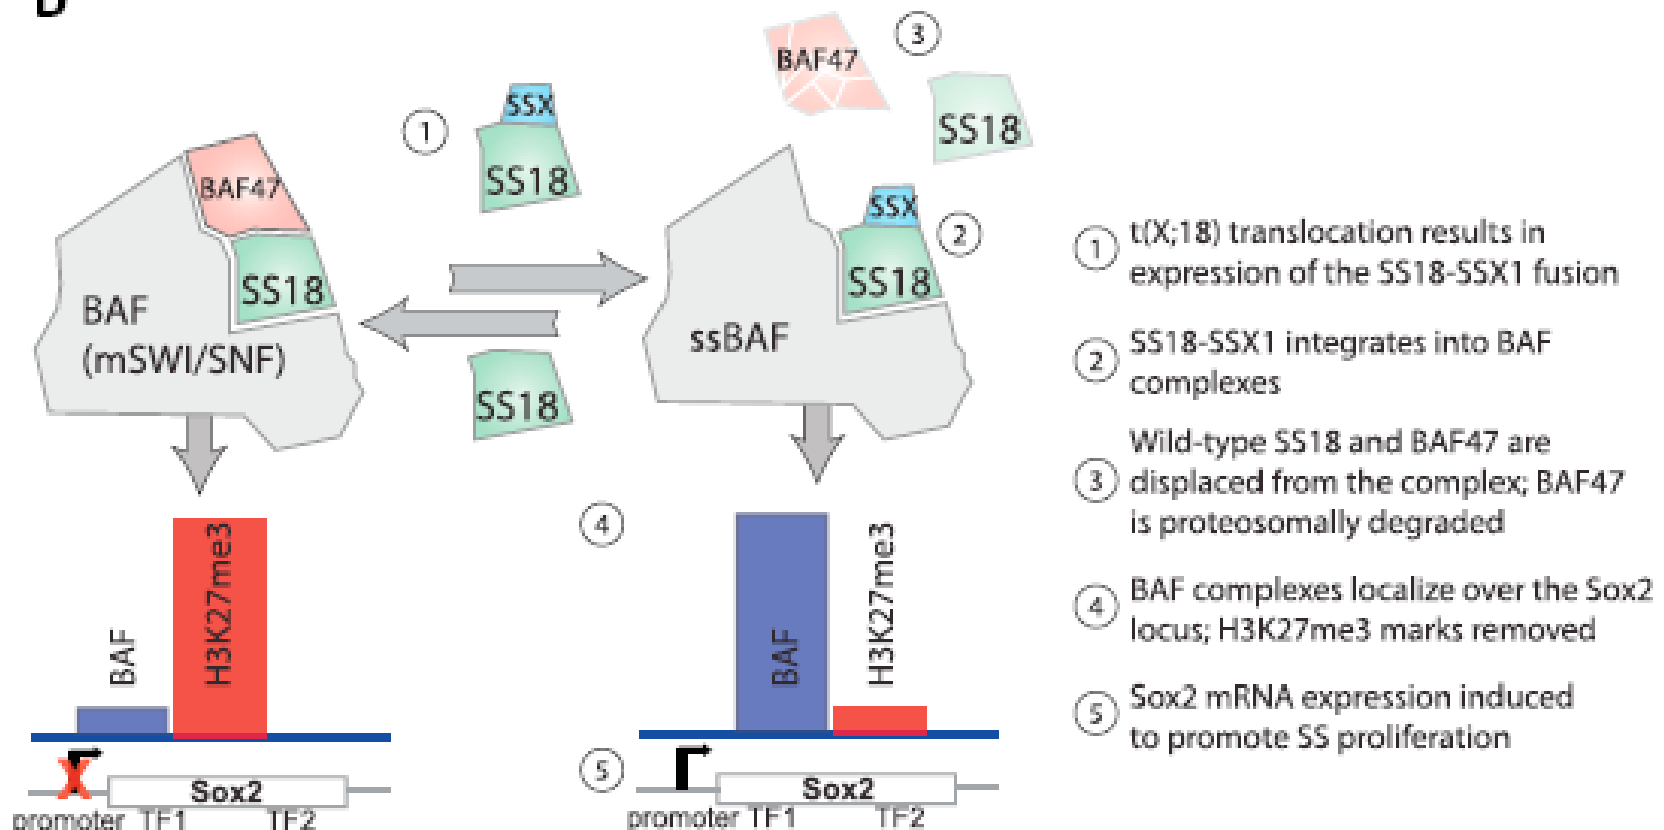 D
BAF47
3
SSX
SS18
1
SS18
BAF47
SS18
BAF
(mSWI/SNF)
SSX
2
SS18
ssBAF
SS18
1 t(X;18) translocation results in
expression of the SS18-SSX1 fusion
2 SS18-SSX1 integrates into BAF
complexes
3 Wild-type SS18 and BAF47 are
displaced from the complex; BAF47
is proteosomally degraded
4 BAF complexes localize over the Sox2
locus; H3K27me3 marks removed
5 Sox2 mRNA expression induced
to promote SS proliferation
BAF
H3K27me3
4
BAF
H3K27me3
X
Sox2
promoter TF1 TF2
5
Sox2
promoter TF1 TF2